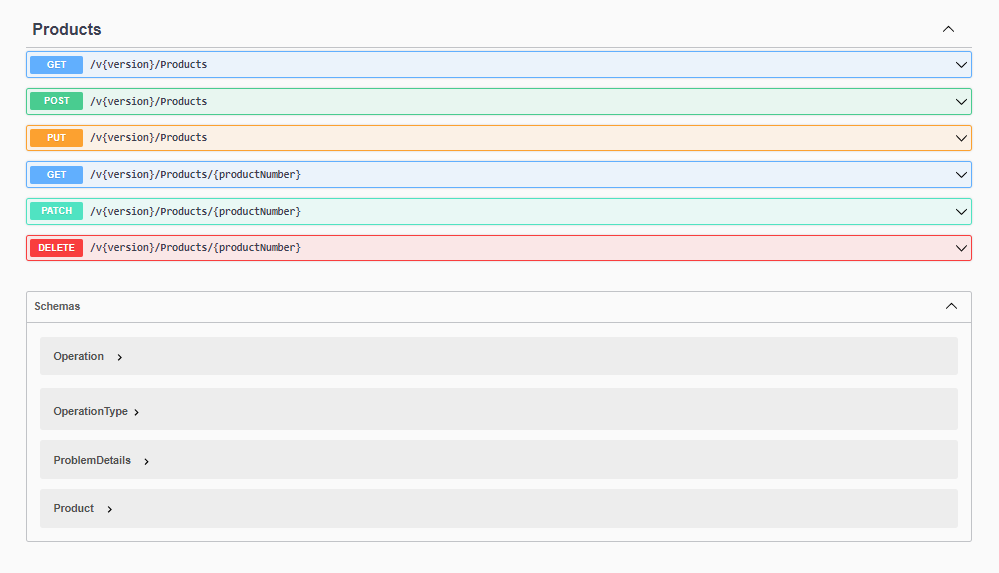 Products
GET /v{version}/Products
POST /v{version}/Products
PUT /v{version}/Products
GET /v{version}/Products/{productNumber}
PATCH /v{version}/Products/{productNumber}
DELETE /v{version}/Products/{productNumber}
Schemas
Operation
OperationType
ProblemDetails
Product